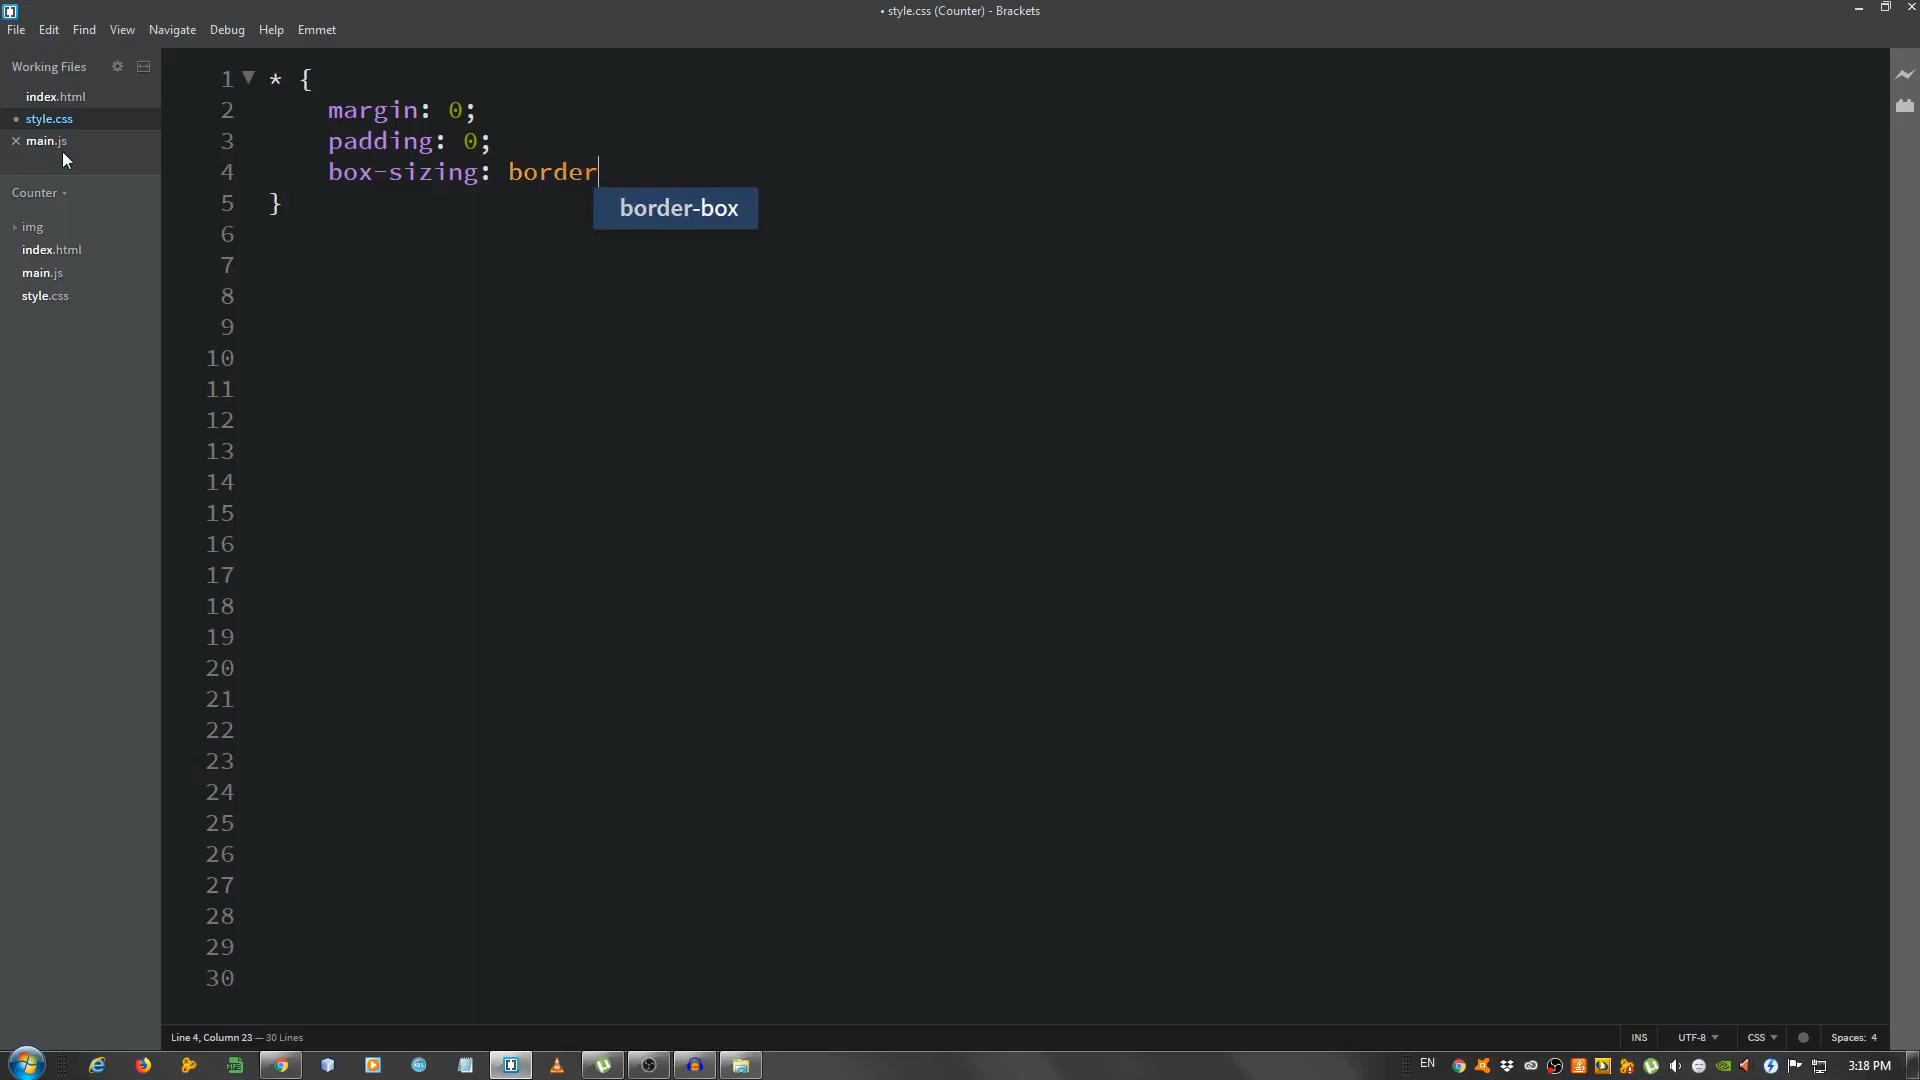 • style.css (Counter) - Brackets
File Edit Find View Navigate Debug Help Emmet
Working Files
index.html
style.css
main.js
Counter
img
index.html
main.js
style.css
1 * {
2 margin: 0;
3 padding: 0;
4 box-sizing: border
border-box
5 }
6
7
8
9
10
11
12
13
14
15
16
17
18
19
20
21
22
23
24
25
26
27
28
29
30
Line 4, Column 23 — 30 Lines
INS UTF-8 CSS Spaces: 4
EN 3:18 PM